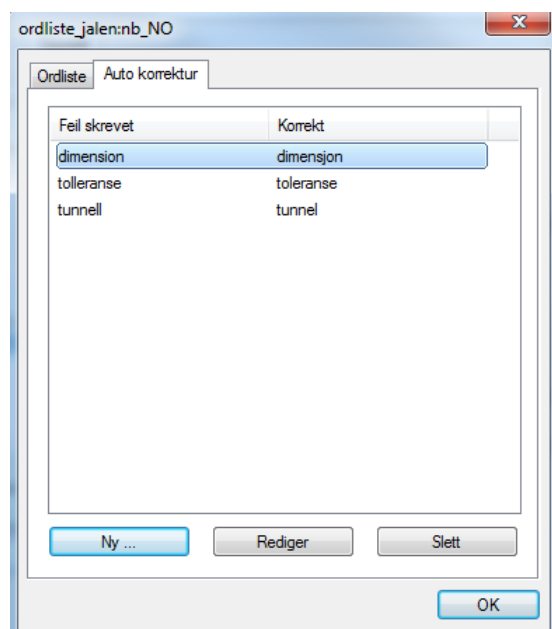 ordliste_jalen:nb_NO
Ordliste Auto korrektur
Feil skrevet Korrekt
dimension dimensjon
tolleranse toleranse
tunnell tunnel
Ny ... Rediger Slett
OK